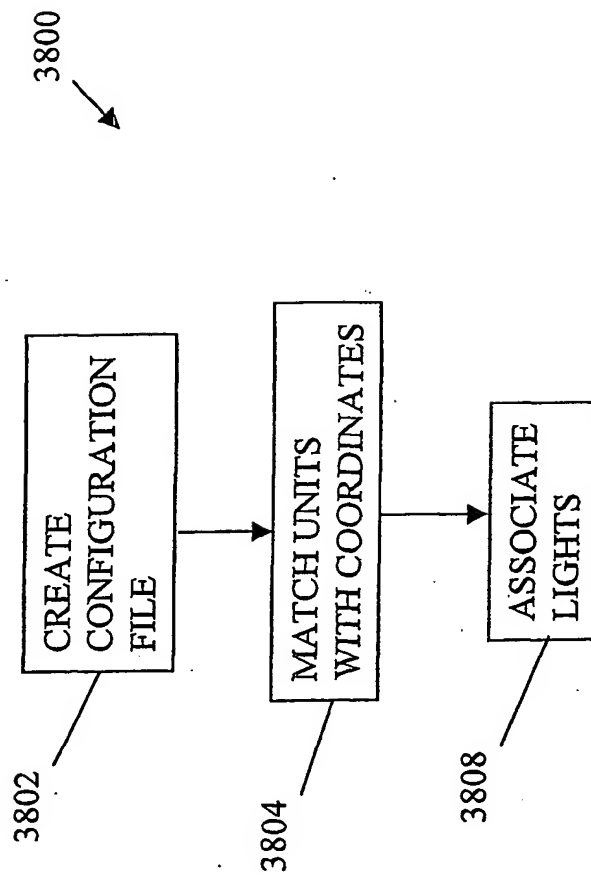 3800
3802
CREATE
CONFIGURATION
FILE
3804
MATCH UNITS
WITH COORDINATES
3808
ASSOCIATE
LIGHTS